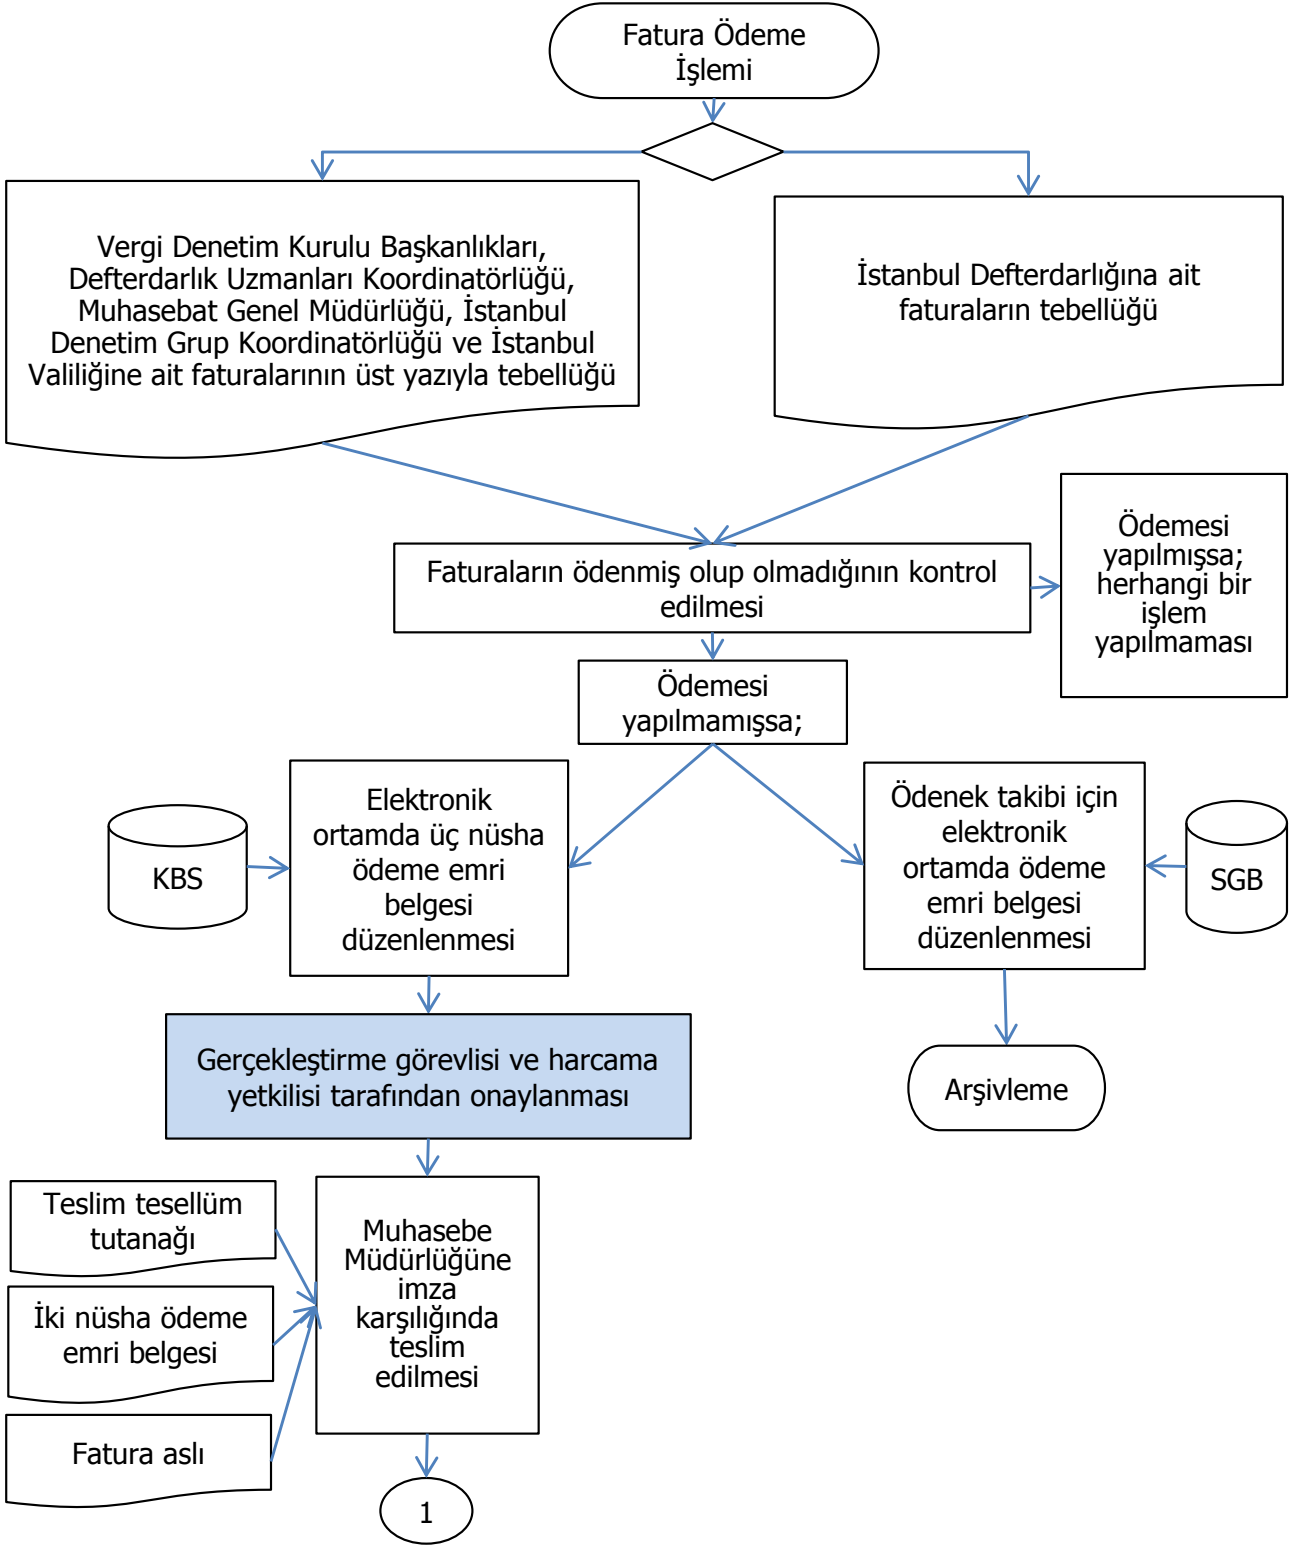 Fatura Ödeme
İşlemi
Vergi Denetim Kurulu Başkanlıkları,
Defterdarlık Uzmanları Koordinatörlüğü,
Muhasebat Genel Müdürlüğü, İstanbul
Denetim Grup Koordinatörlüğü ve İstanbul
Valiliğine ait faturalarının üst yazıyla tebellüğü
İstanbul Defterdarlığına ait
faturaların tebellüğü
Faturaların ödenmiş olup olmadığının kontrol
edilmesi
Ödemesi
yapılmışsa;
herhangi bir
işlem
yapılmaması
Ödemesi
yapılmamışsa;
KBS
Elektronik
ortamda üç nüsha
ödeme emri
belgesi
düzenlenmesi
Ödenek takibi için
elektronik
ortamda ödeme
emri belgesi
düzenlenmesi
SGB
Gerçekleştirme görevlisi ve harcama
yetkilisi tarafından onaylanması
Arşivleme
Teslim tesellüm
tutanağı
İki nüsha ödeme
emri belgesi
Fatura aslı
Muhasebe
Müdürlüğüne
imza
karşılığında
teslim
edilmesi
1